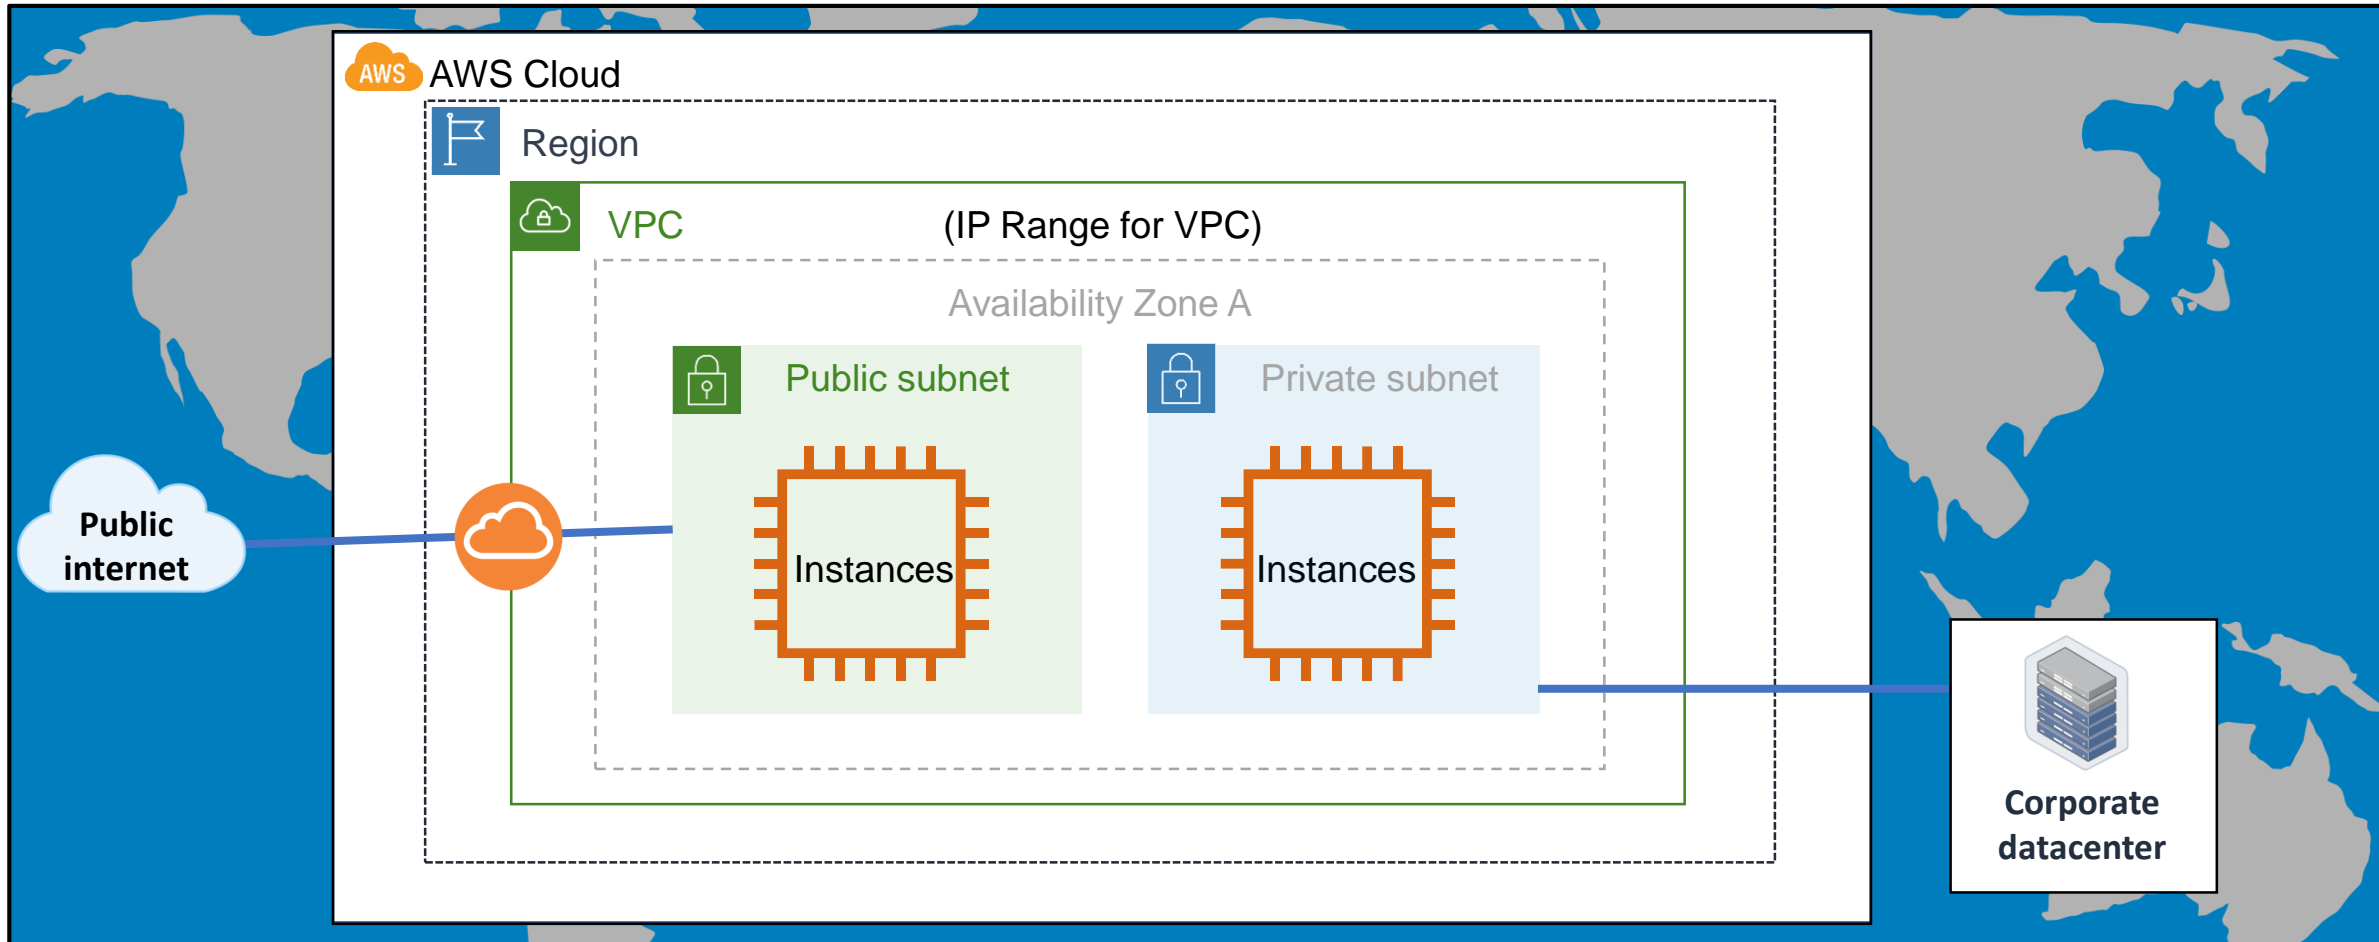 AWS
AWS Cloud
Region
VPC
(IP Range for VPC)
Availability Zone A
Public subnet
Private subnet
Public
internet
Instances
Instances
Corporate
datacenter